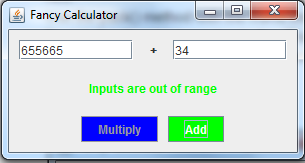 Fancy Calculator
655665 + 34
Inputs are out of range
Multiply Add